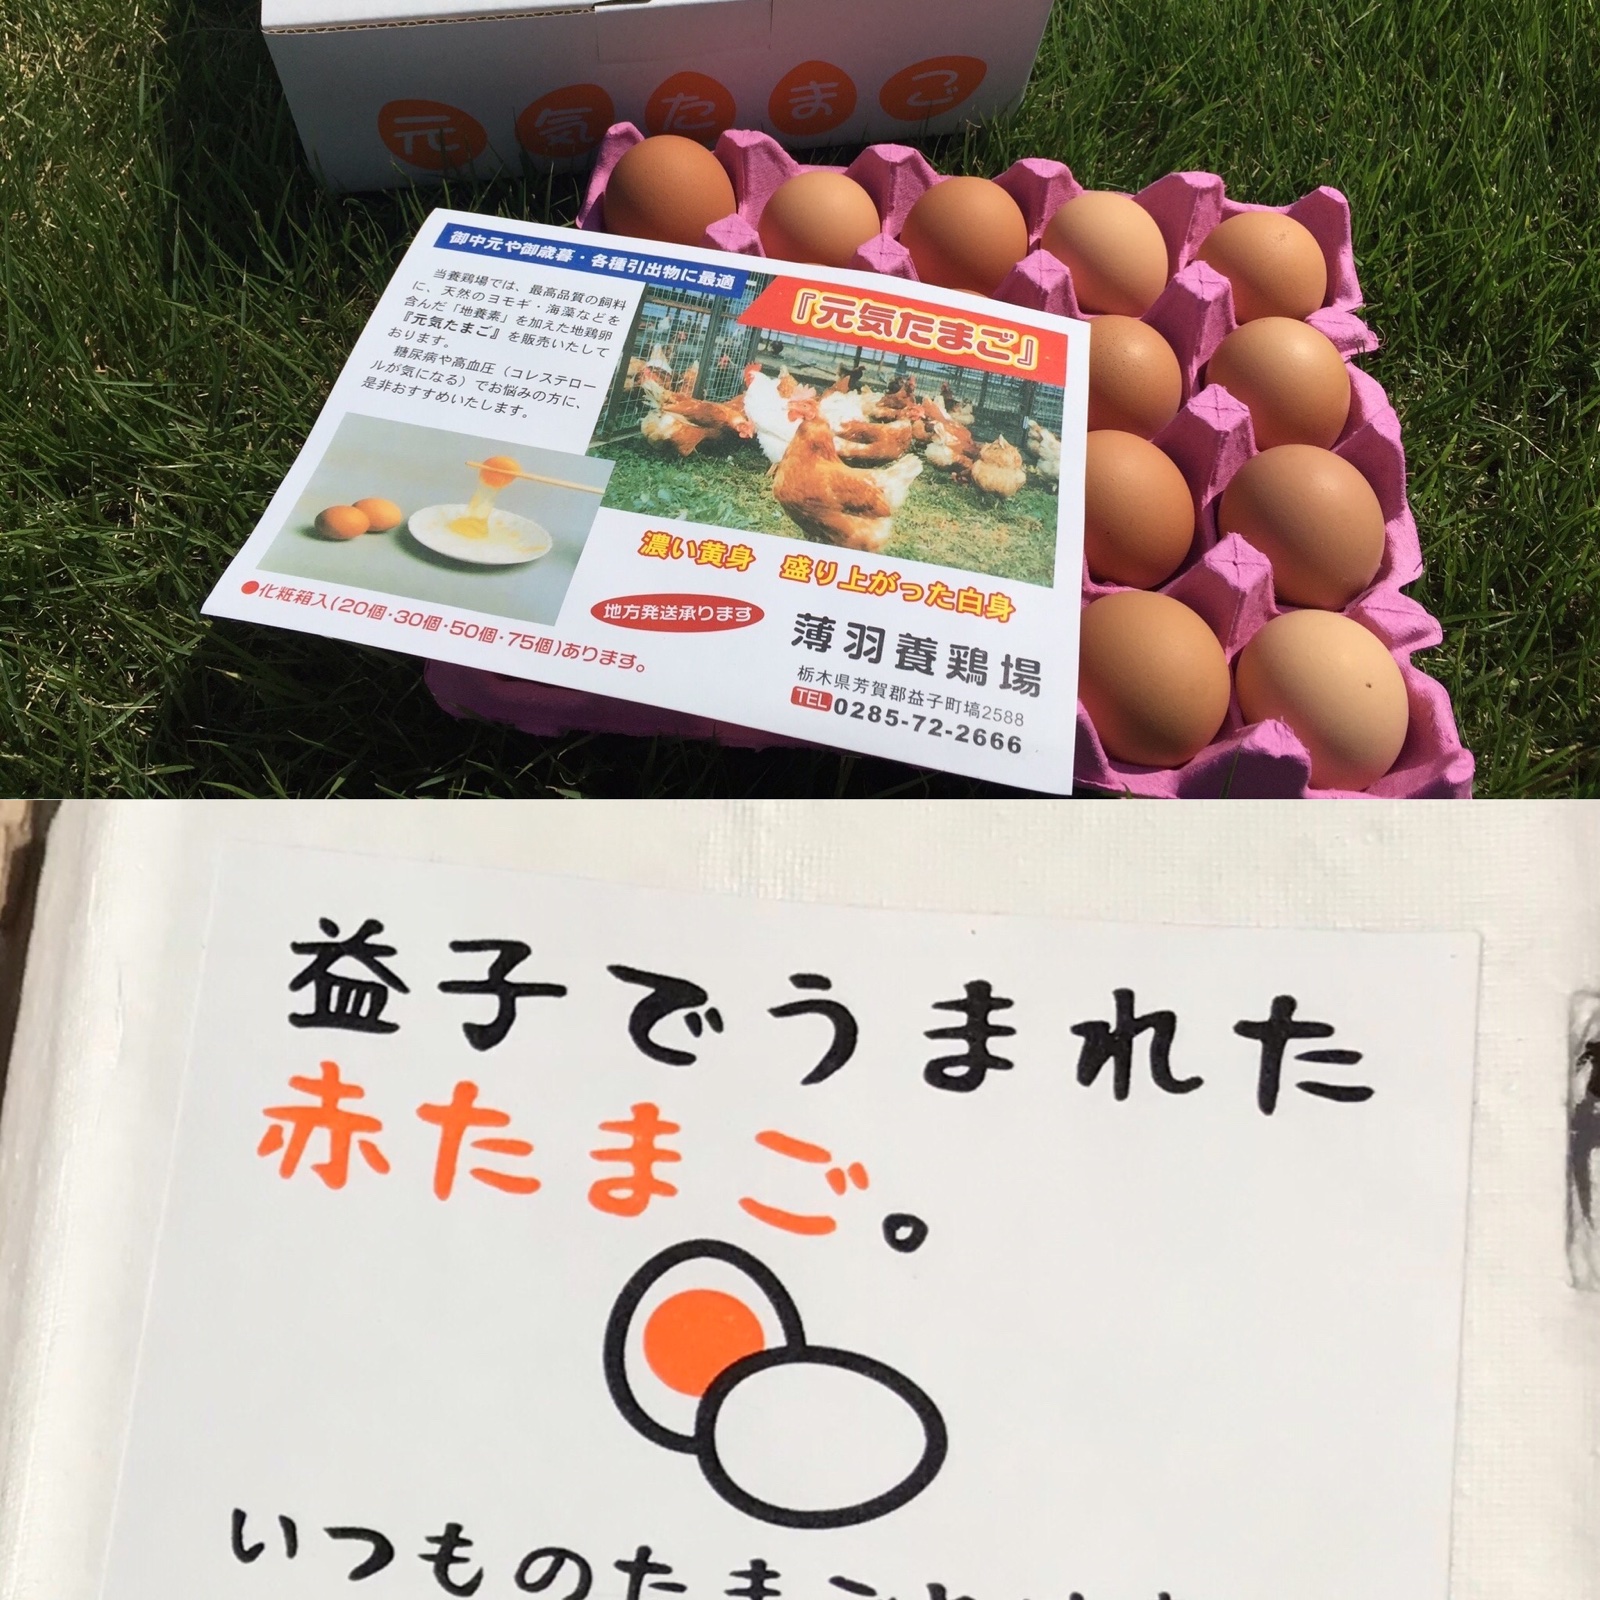 元気たまご
御中元や御歳暮・各種引出物に最適
当養鶏場では、最高品質の飼料
に、天然のヨモギ・海藻などを
含んだ「地養素」を加えた地鶏卵
『元気たまご』を販売いたして
おります。
糖尿病や高血圧（コレステロー
ルが気になる）でお悩みの方に、
是非おすすめいたします。
『元気たまご』
濃い黄身 盛り上がった白身
●化粧箱入(20個・30個・50個・75個)あります。
地方発送承ります
薄羽養鶏場
栃木県芳賀郡益子町塙2588
TEL 0285-72-2666
益子でうまれた
赤たまご。
いつものたまご